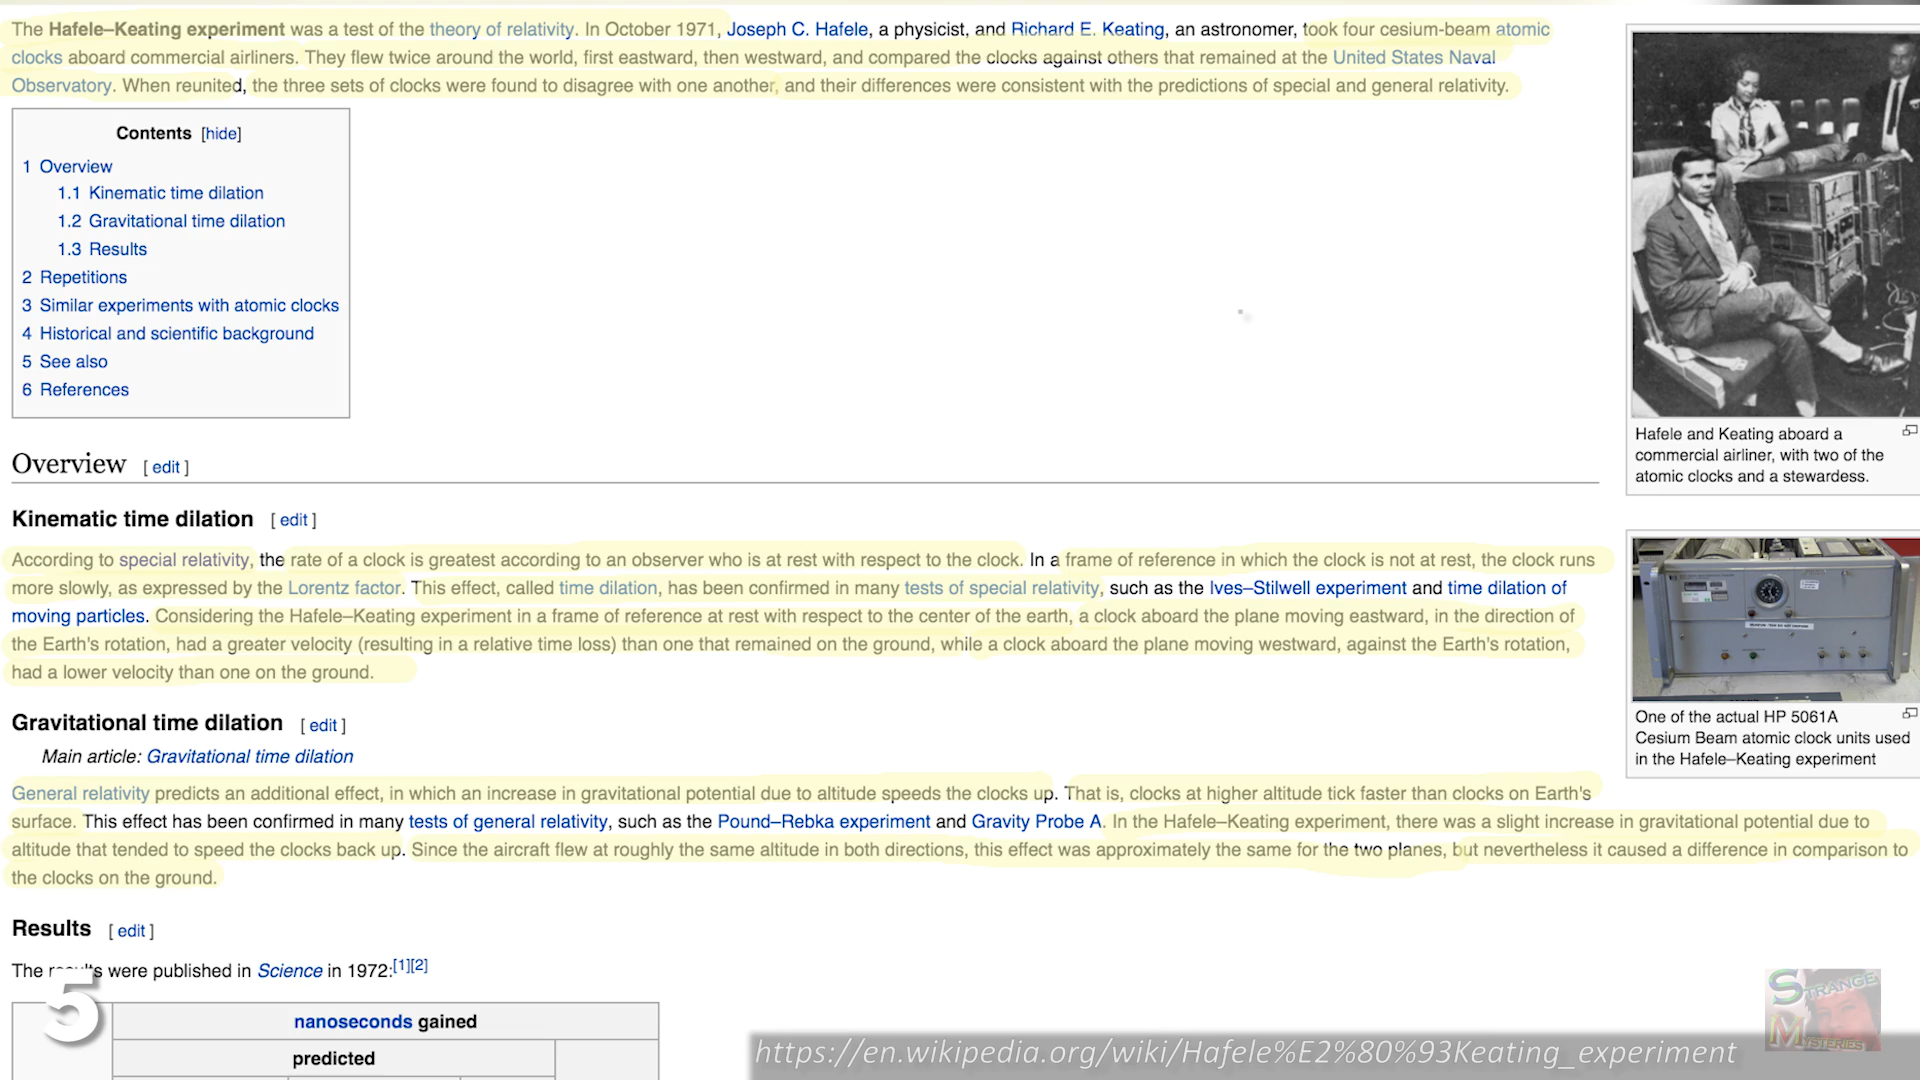 The Hafele–Keating experiment was a test of the theory of relativity. In October 1971, Joseph C. Hafele, a physicist, and Richard E. Keating, an astronomer, took four cesium-beam atomic
clocks aboard commercial airliners. They flew twice around the world, first eastward, then westward, and compared the clocks against others that remained at the United States Naval
Observatory. When reunited, the three sets of clocks were found to disagree with one another, and their differences were consistent with the predictions of special and general relativity.
Contents [hide]
1 Overview
1.1 Kinematic time dilation
1.2 Gravitational time dilation
1.3 Results
2 Repetitions
3 Similar experiments with atomic clocks
4 Historical and scientific background
5 See also
6 References
Hafele and Keating aboard a
commercial airliner, with two of the
atomic clocks and a stewardess.
Overview [ edit ]
Kinematic time dilation [ edit ]
According to special relativity, the rate of a clock is greatest according to an observer who is at rest with respect to the clock. In a frame of reference in which the clock is not at rest, the clock runs
more slowly, as expressed by the Lorentz factor. This effect, called time dilation, has been confirmed in many tests of special relativity, such as the Ives–Stilwell experiment and time dilation of
moving particles. Considering the Hafele–Keating experiment in a frame of reference at rest with respect to the center of the earth, a clock aboard the plane moving eastward, in the direction of
the Earth's rotation, had a greater velocity (resulting in a relative time loss) than one that remained on the ground, while a clock aboard the plane moving westward, against the Earth's rotation,
had a lower velocity than one on the ground.
One of the actual HP 5061A
Cesium Beam atomic clock units used
in the Hafele–Keating experiment
Gravitational time dilation [ edit ]
Main article: Gravitational time dilation
General relativity predicts an additional effect, in which an increase in gravitational potential due to altitude speeds the clocks up. That is, clocks at higher altitude tick faster than clocks on Earth's
surface. This effect has been confirmed in many tests of general relativity, such as the Pound–Rebka experiment and Gravity Probe A. In the Hafele–Keating experiment, there was a slight increase in gravitational potential due to
altitude that tended to speed the clocks back up. Since the aircraft flew at roughly the same altitude in both directions, this effect was approximately the same for the two planes, but nevertheless it caused a difference in comparison to
the clocks on the ground.
Results [ edit ]
The results were published in Science in 1972:[1][2]
5
nanoseconds gained
predicted
STRANGE
MYSTERIES
https://en.wikipedia.org/wiki/Hafele%E2%80%93Keating_experiment